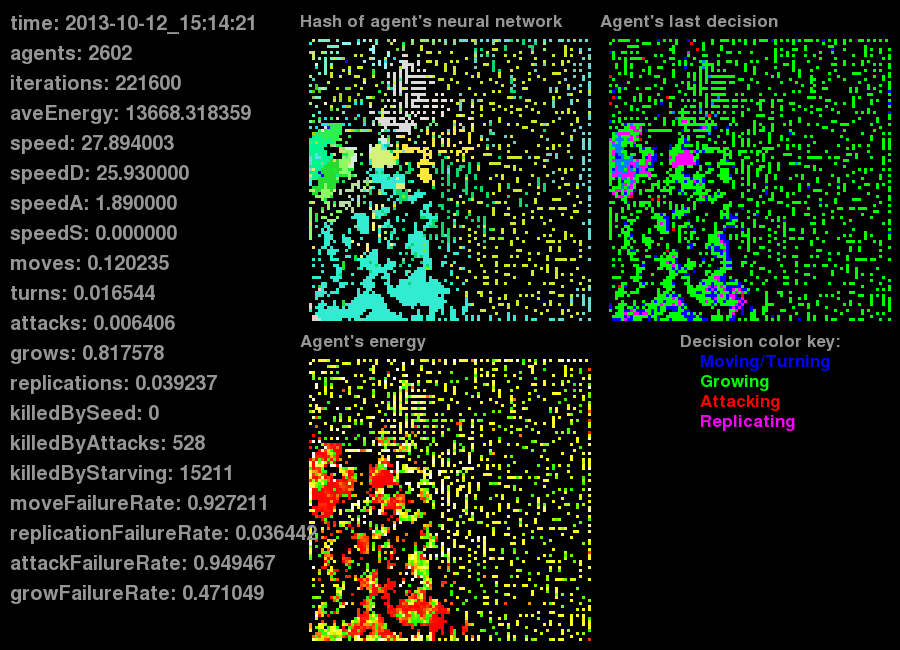 time: 2013-10-12_15:14:21
agents: 2602
iterations: 221600
aveEnergy: 13668.318359
speed: 27.894003
speedD: 25.930000
speedA: 1.890000
speedS: 0.000000
moves: 0.120235
turns: 0.016544
attacks: 0.006406
grows: 0.817578
replications: 0.039237
killedBySeed: 0
killedByAttacks: 528
killedByStarving: 15211
moveFailureRate: 0.927211
replicationFailureRate: 0.036442
attackFailureRate: 0.949467
growFailureRate: 0.471049
Hash of agent's neural network
Agent's last decision
Agent's energy
Decision color key:
Moving/Turning
Growing
Attacking
Replicating